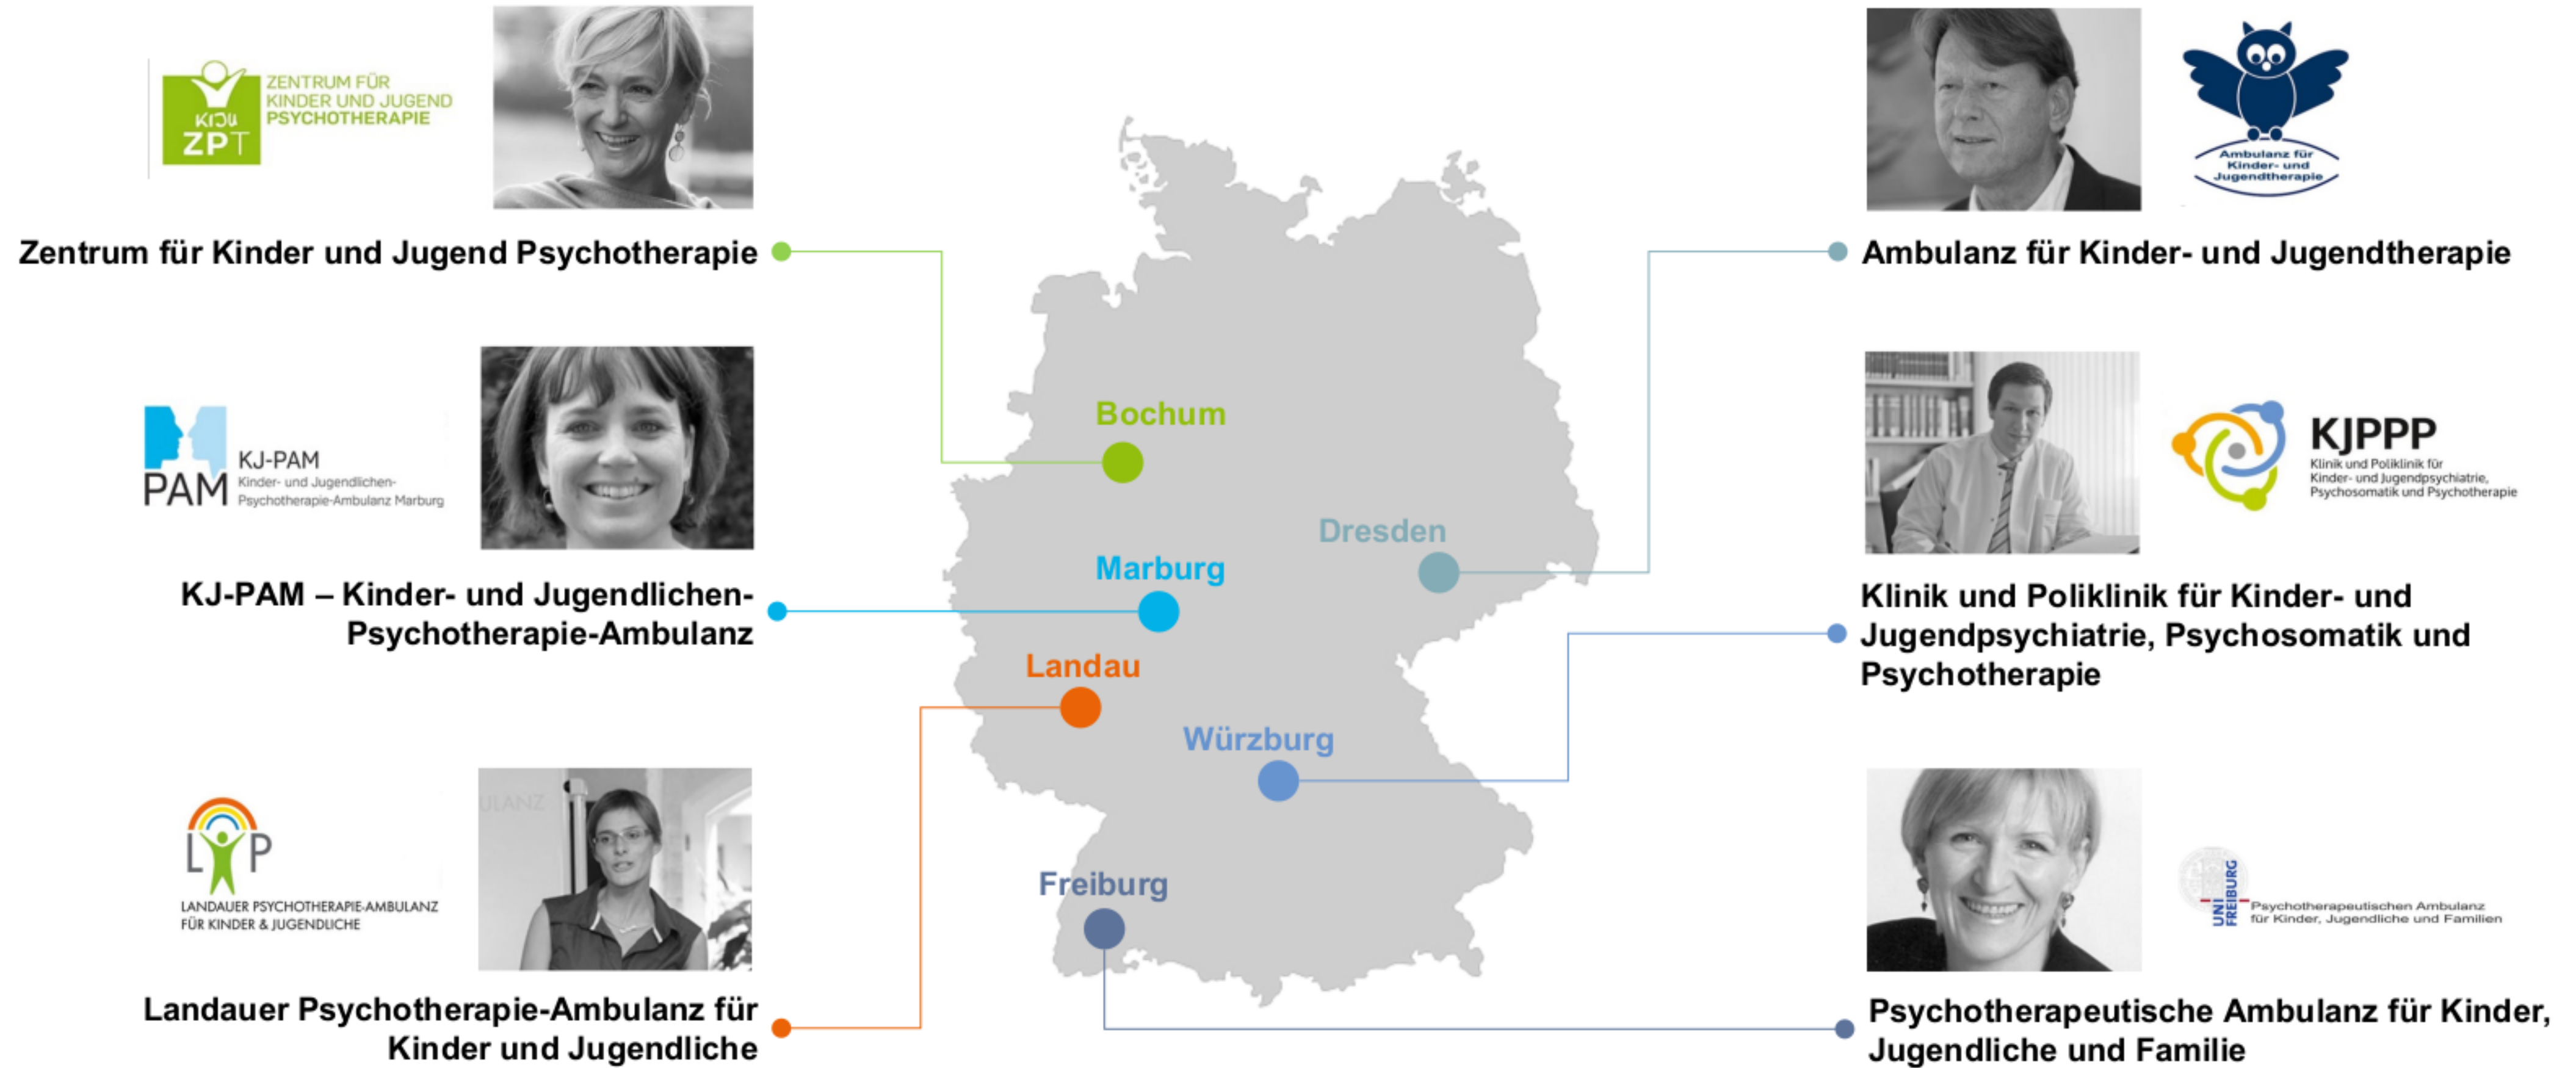 KIJU
ZPT
ZENTRUM FÜR
KINDER UND JUGEND
PSYCHOTHERAPIE
Zentrum für Kinder und Jugend Psychotherapie
PAM
KJ-PAM
Kinder- und Jugendlichen-
Psychotherapie-Ambulanz Marburg
KJ-PAM – Kinder- und Jugendlichen-
Psychotherapie-Ambulanz
L P
LANDAUER PSYCHOTHERAPIE-AMBULANZ
FÜR KINDER & JUGENDLICHE
ULANZ
Landauer Psychotherapie-Ambulanz für
Kinder und Jugendliche
Bochum
Dresden
Marburg
Landau
Würzburg
Freiburg
Ambulanz für
Kinder- und
Jugendtherapie
Ambulanz für Kinder- und Jugendtherapie
KJPPP
Klinik und Poliklinik für
Kinder- und Jugendpsychiatrie,
Psychosomatik und Psychotherapie
Klinik und Poliklinik für Kinder- und
Jugendpsychiatrie, Psychosomatik und
Psychotherapie
UNI
FREIBURG
Psychotherapeutischen Ambulanz
für Kinder, Jugendliche und Familien
Psychotherapeutische Ambulanz für Kinder,
Jugendliche und Familie